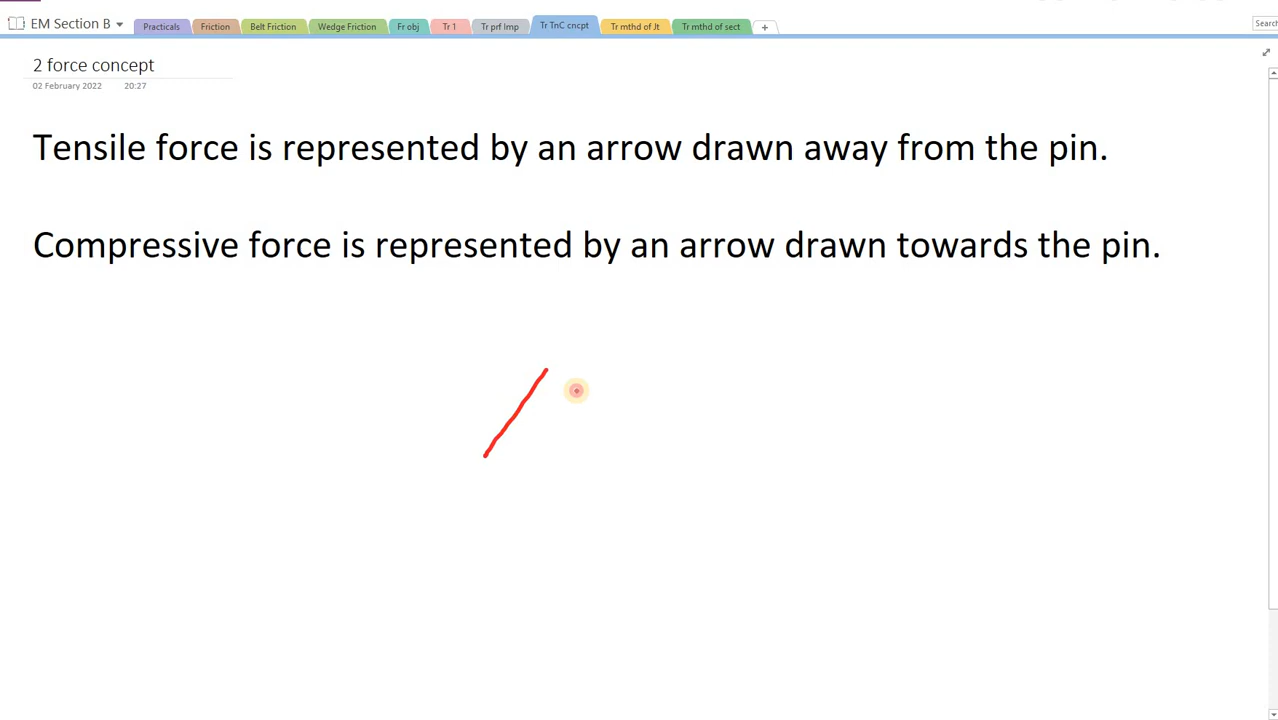 EM Section B
Practicals
Friction
Belt Friction
Wedge Friction
Fr obj
Tr 1
Tr prf Imp
Tr TnC cncpt
Tr mthd of Jt
Tr mthd of sect
+
Search
2 force concept
02 February 2022 20:27
Tensile force is represented by an arrow drawn away from the pin.
Compressive force is represented by an arrow drawn towards the pin.